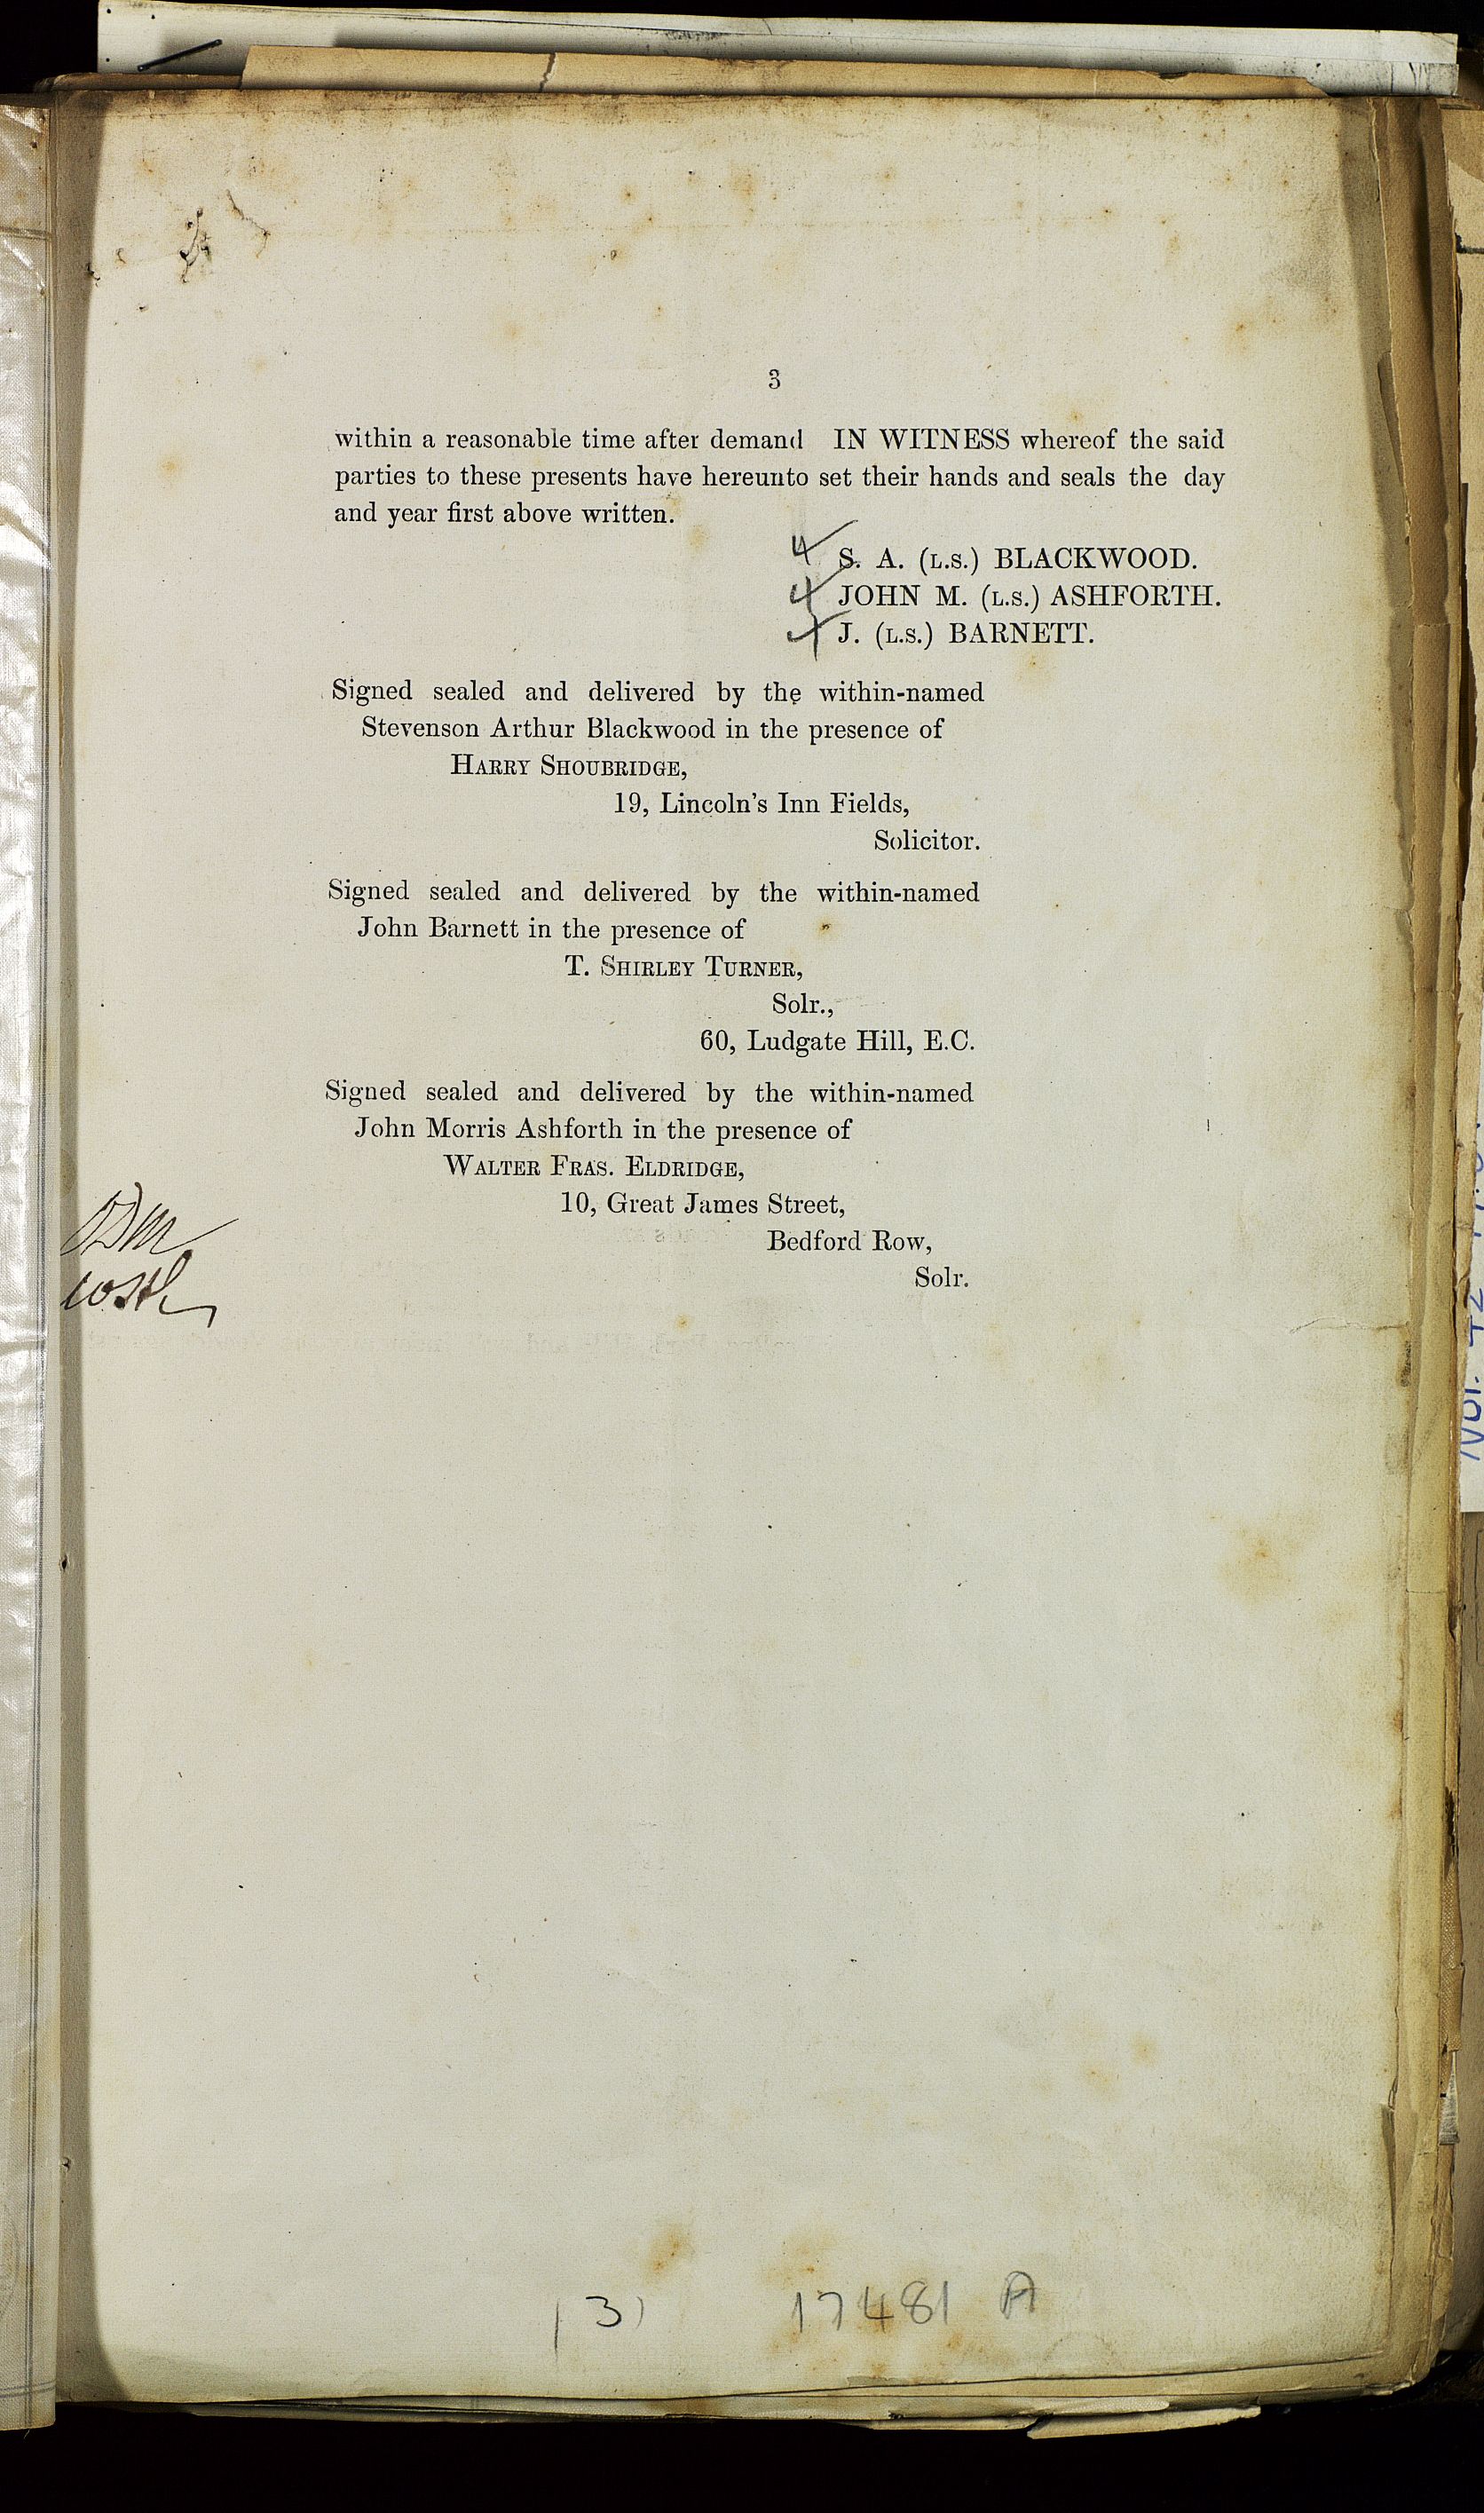 3
within a reasonable time after demand IN WITNESS whereof the said
parties to these presents have hereunto set their hands and seals the day
and year first above written.
4 S. A. (L.S.) BLACKWOOD.
4 JOHN M. (L.S.) ASHFORTH.
J. (L.S.) BARNETT.
Signed sealed and delivered by the within-named
Stevenson Arthur Blackwood in the presence of
HARRY SHOUBRIDGE,
19, Lincoln's Inn Fields,
Solicitor.
Signed sealed and delivered by the within-named
John Barnett in the presence of
T. SHIRLEY TURNER,
Solr.,
60, Ludgate Hill, E.C.
Signed sealed and delivered by the within-named
John Morris Ashforth in the presence of
WALTER FRAS. ELDRIDGE,
10, Great James Street,
Bedford Row,
Solr.
(3) 17481 A